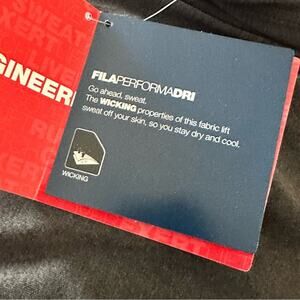 SWEAT
GINEER
FILAPERFORMADRI
Go ahead, sweat.
The WICKING properties of this fabric lift
sweat off your skin, so you stay dry and cool.
WICKING